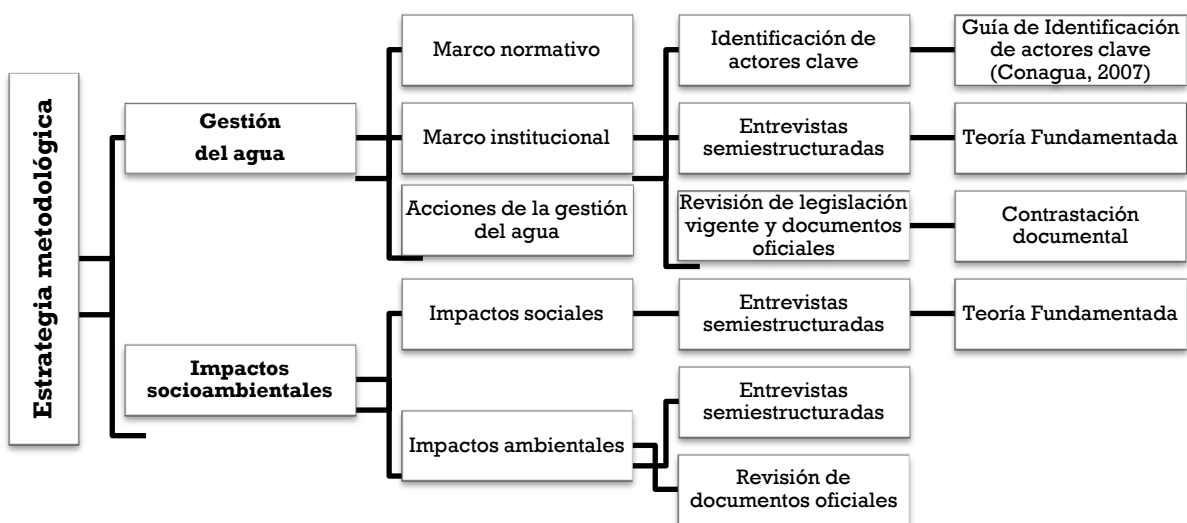 Estrategia metodológica
Gestión
del agua
Marco normativo
Marco institucional
Acciones de la gestión
del agua
Identificación de
actores clave
Guía de Identificación
de actores clave
(Conagua, 2007)
Entrevistas
semiestructuradas
Teoría Fundamentada
Revisión de legislación
vigente y documentos
oficiales
Contrastación
documental
Impactos
socioambientales
Impactos sociales
Entrevistas
semiestructuradas
Teoría Fundamentada
Impactos ambientales
Entrevistas
semiestructuradas
Revisión de
documentos oficiales